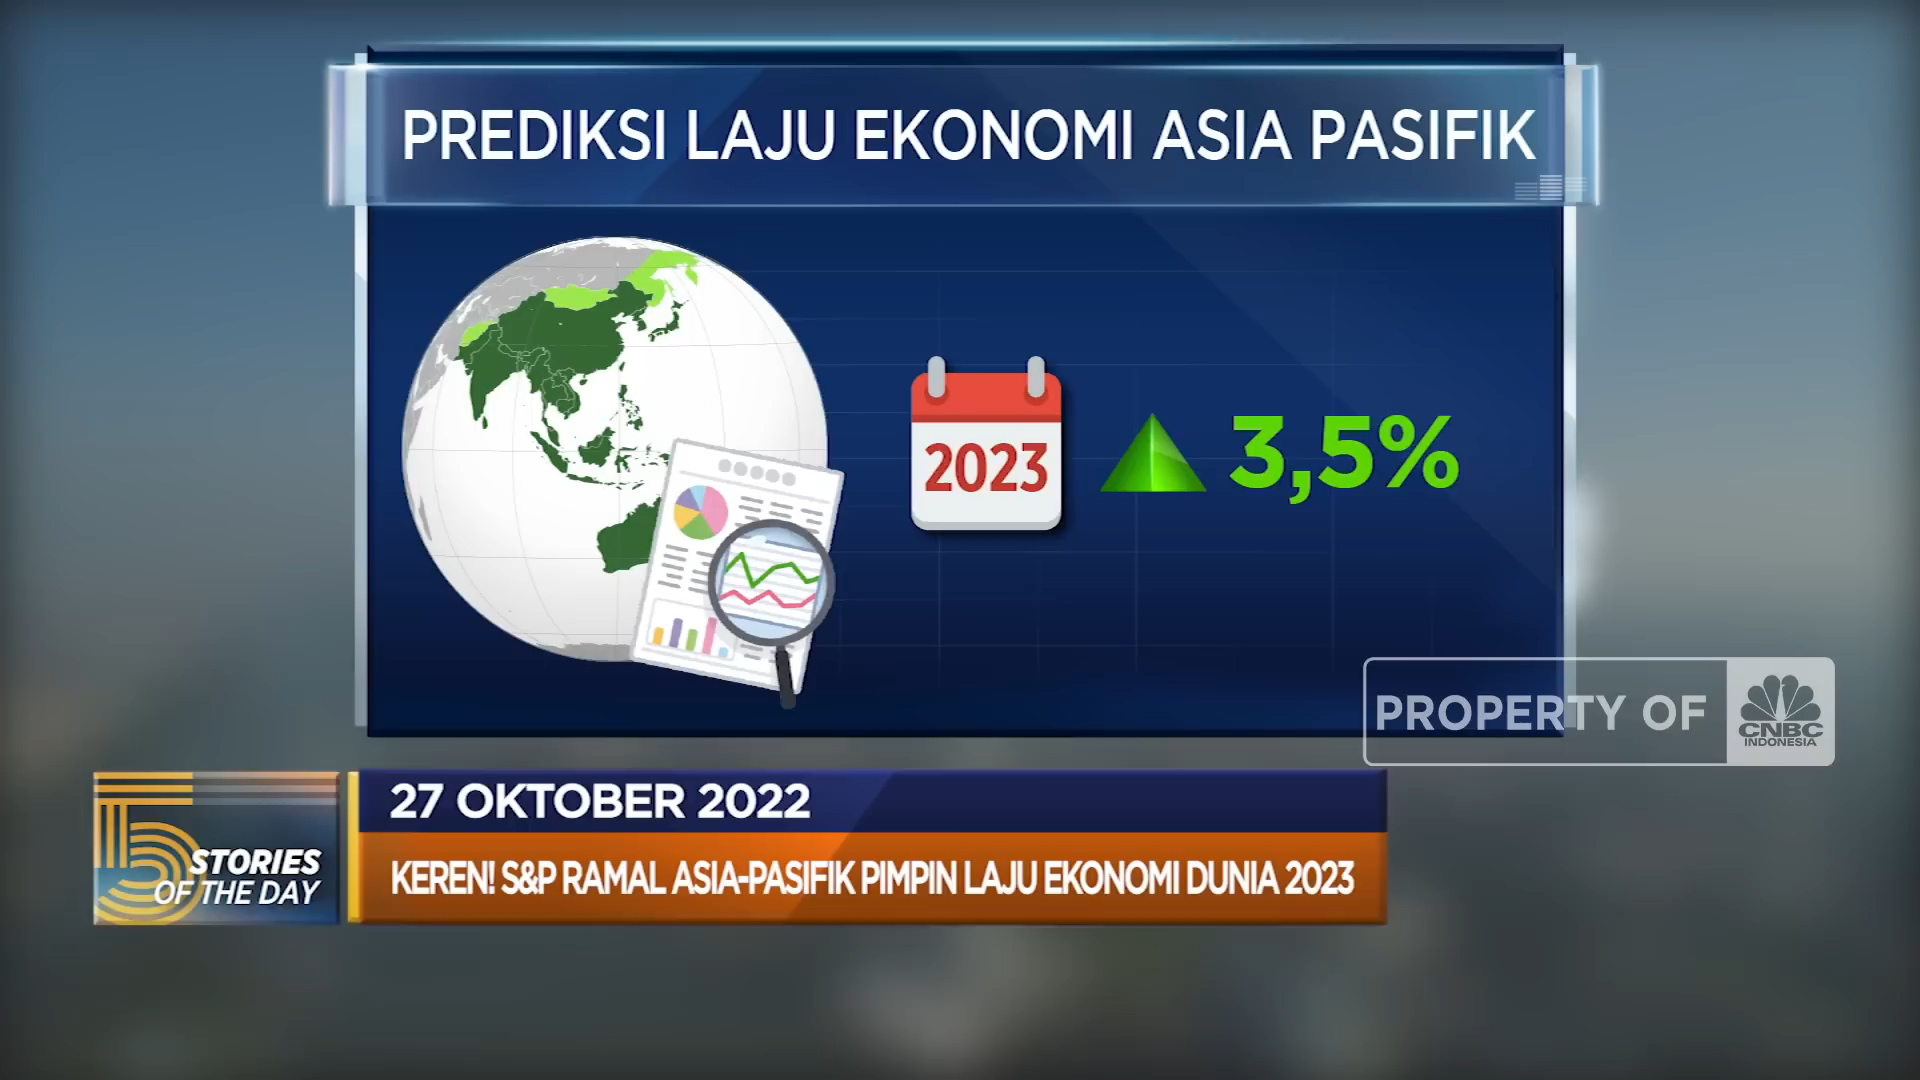 PREDIKSI LAJU EKONOMI ASIA PASIFIK
2023
3,5%
PROPERTY OF
CNBC
INDONESIA
27 OKTOBER 2022
5 STORIES
OF THE DAY
KEREN! S&P RAMAL ASIA-PASIFIK PIMPIN LAJU EKONOMI DUNIA 2023